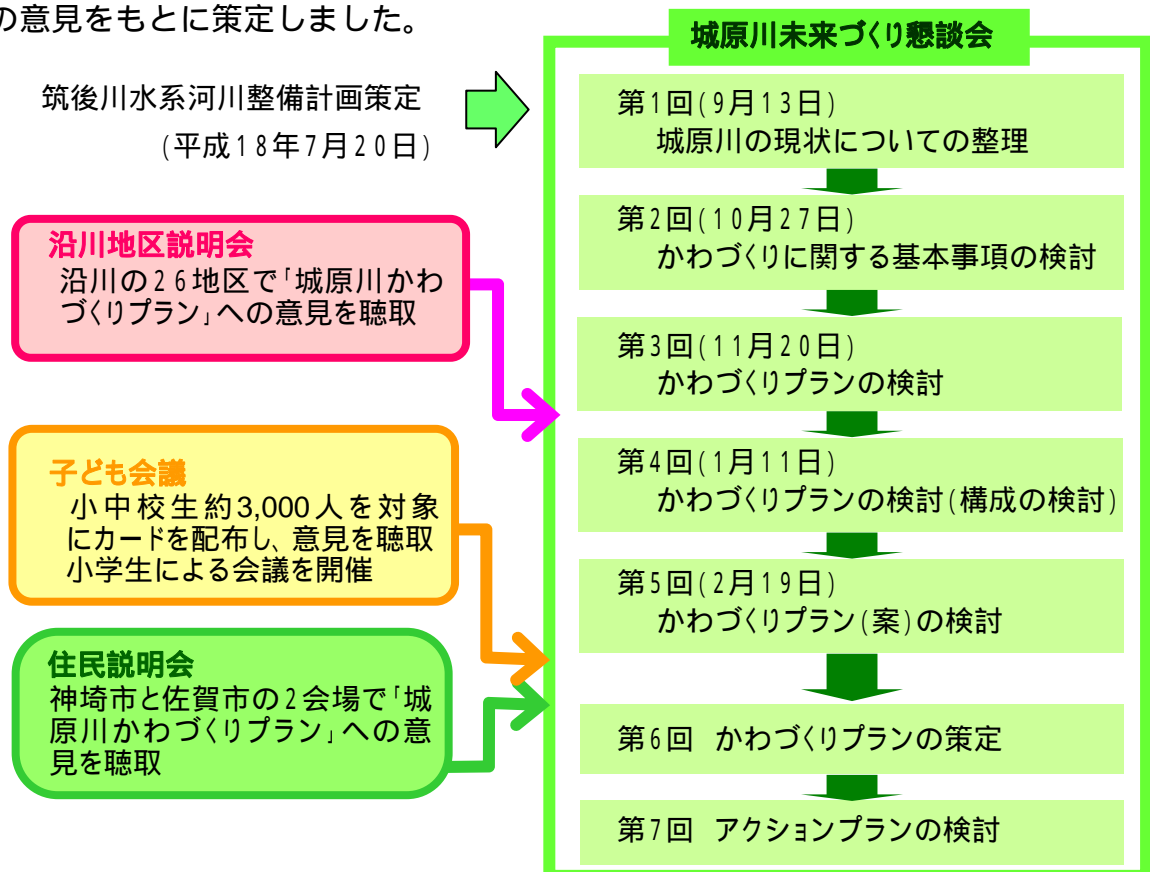 の意見をもとに策定しました。
筑後川水系河川整備計画策定
(平成18年7月20日)
沿川地区説明会
沿川の26地区で「城原川かわ
づくりプラン」への意見を聴取
子ども会議
小中校生約3,000人を対象
にカードを配布し、意見を聴取
小学生による会議を開催
住民説明会
神埼市と佐賀市の2会場で「城
原川かわづくりプラン」への意
見を聴取
城原川未来づくり懇談会
第1回(9月13日)
城原川の現状についての整理
第2回(10月27日)
かわづくりに関する基本事項の検討
第3回(11月20日)
かわづくりプランの検討
第4回(1月11日)
かわづくりプランの検討(構成の検討)
第5回(2月19日)
かわづくりプラン(案)の検討
第6回 かわづくりプランの策定
第7回 アクションプランの検討